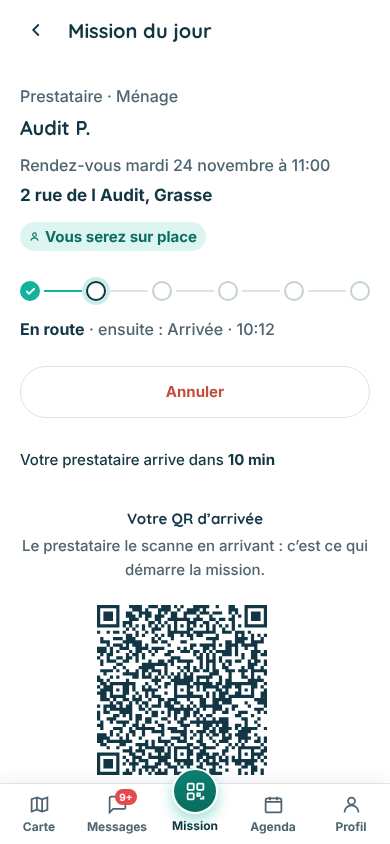 Mission du jour
Prestataire · Ménage
Audit P.
Rendez-vous mardi 24 novembre à 11:00
2 rue de l Audit, Grasse
Vous serez sur place
En route · ensuite : Arrivée · 10:12
Annuler
Votre prestataire arrive dans 10 min
Votre QR d’arrivée
Le prestataire le scanne en arrivant : c’est ce qui
démarre la mission.
9+
Carte Messages Mission Agenda Profil